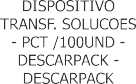 DISPOSITIVO
TRANSF. SOLUCOES
- PCT /100UND -
DESCARPACK -
DESCARPACK